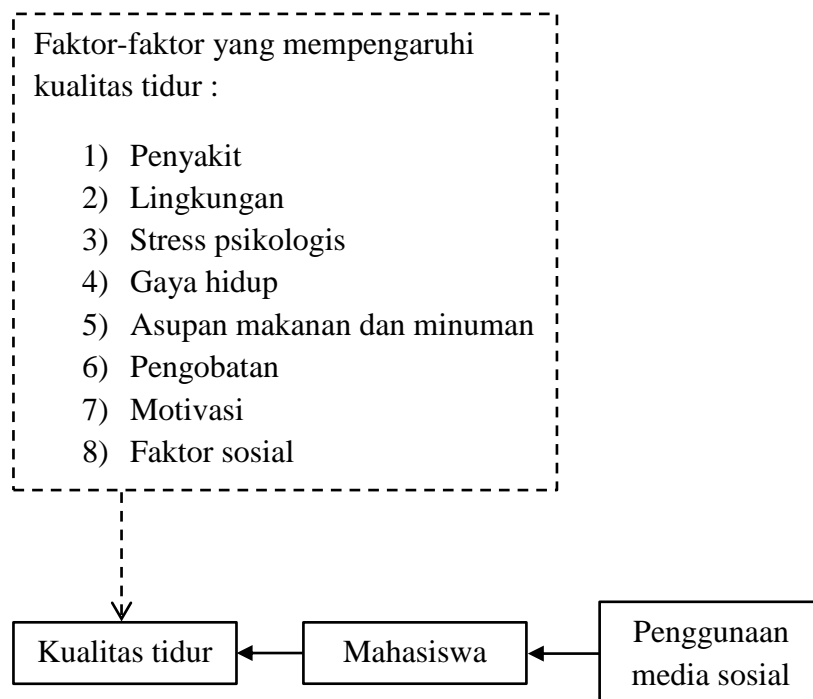 Faktor-faktor yang mempengaruhi
kualitas tidur :
1) Penyakit
2) Lingkungan
3) Stress psikologis
4) Gaya hidup
5) Asupan makanan dan minuman
6) Pengobatan
7) Motivasi
8) Faktor sosial
Kualitas tidur
Mahasiswa
Penggunaan
media sosial